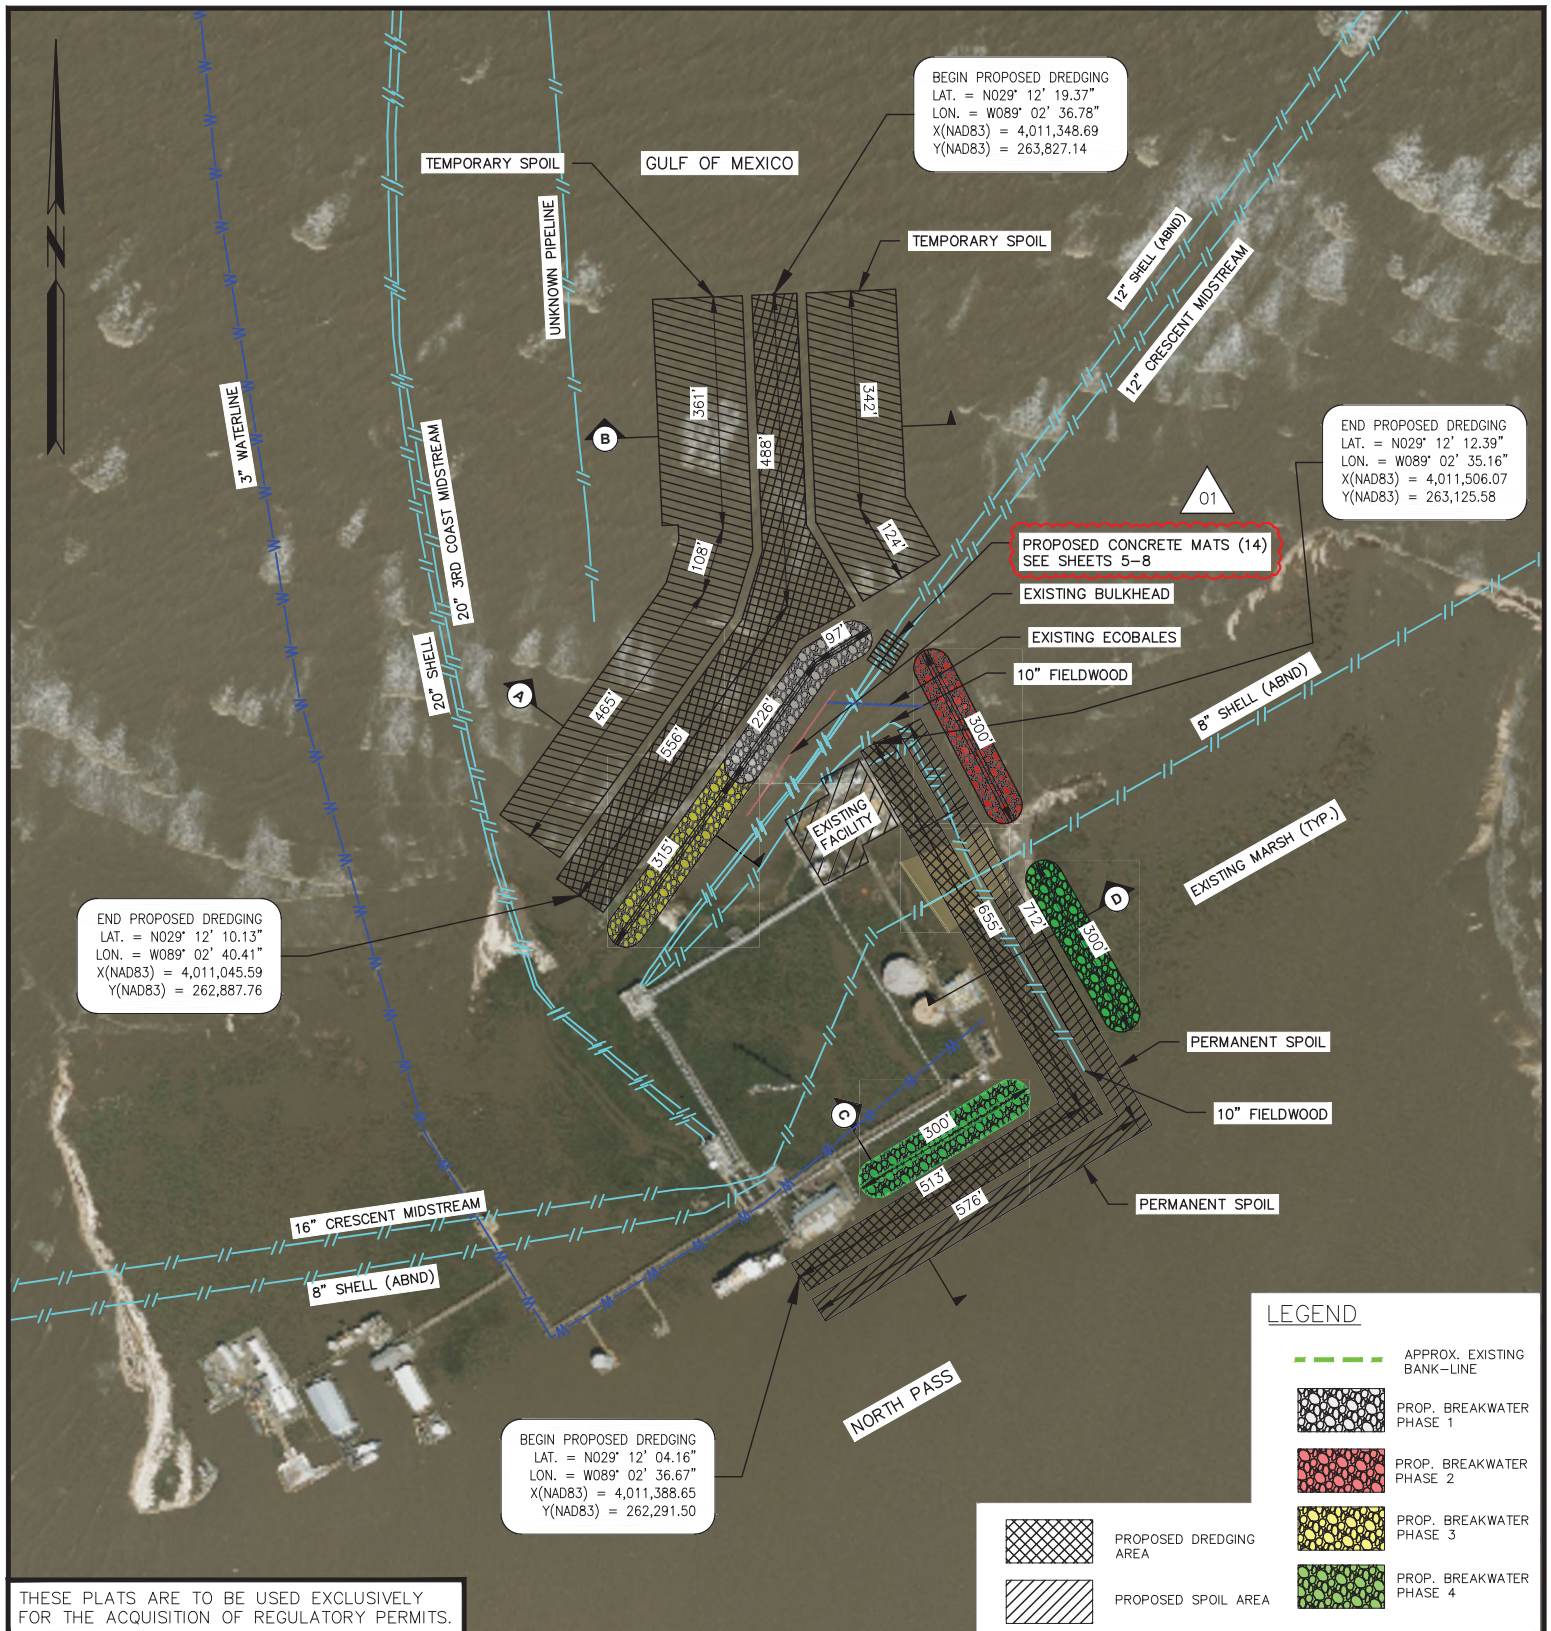 BEGIN PROPOSED DREDGING
LAT. = N029° 12' 19.37"
LON. = W089° 02' 36.78"
X(NAD83) = 4,011,348.69
Y(NAD83) = 263,827.14
TEMPORARY SPOIL
GULF OF MEXICO
TEMPORARY SPOIL
N
UNKNOWN PIPELINE
12" SHELL (ABND)
12" CRESCENT MIDSTREAM
3" WATERLINE
20" 3RD COAST MIDSTREAM
20" SHELL
361'
488'
342'
B
108'
124'
END PROPOSED DREDGING
LAT. = N029° 12' 12.39"
LON. = W089° 02' 35.16"
X(NAD83) = 4,011,506.07
Y(NAD83) = 263,125.58
01
PROPOSED CONCRETE MATS (14)
SEE SHEETS 5-8
EXISTING BULKHEAD
EXISTING ECOBALES
10" FIELDWOOD
97'
A
465'
556'
226'
300'
8" SHELL (ABND)
315'
EXISTING
FACILITY
EXISTING MARSH (TYP.)
D
655'
712'
300'
END PROPOSED DREDGING
LAT. = N029° 12' 10.13"
LON. = W089° 02' 40.41"
X(NAD83) = 4,011,045.59
Y(NAD83) = 262,887.76
PERMANENT SPOIL
10" FIELDWOOD
C
300'
513'
576'
PERMANENT SPOIL
16" CRESCENT MIDSTREAM
8" SHELL (ABND)
NORTH PASS
BEGIN PROPOSED DREDGING
LAT. = N029° 12' 04.16"
LON. = W089° 02' 36.67"
X(NAD83) = 4,011,388.65
Y(NAD83) = 262,291.50
LEGEND
APPROX. EXISTING
BANK-LINE
PROP. BREAKWATER
PHASE 1
PROP. BREAKWATER
PHASE 2
PROP. BREAKWATER
PHASE 3
PROP. BREAKWATER
PHASE 4
PROPOSED DREDGING
AREA
PROPOSED SPOIL AREA
THESE PLATS ARE TO BE USED EXCLUSIVELY
FOR THE ACQUISITION OF REGULATORY PERMITS.